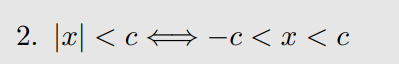 2. |x| < c ⟺ −c < x < c